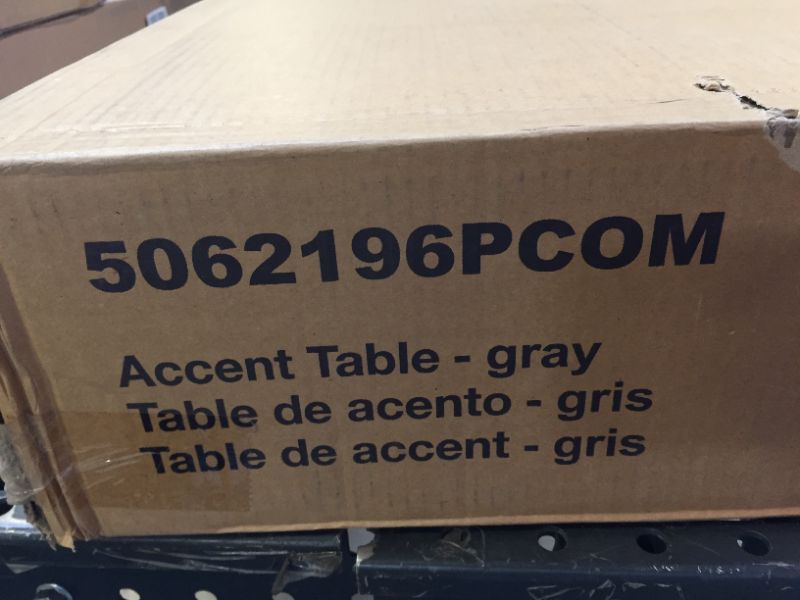 5062196PCOM
Accent Table - gray
Table de acento - gris
Table de accent - gris